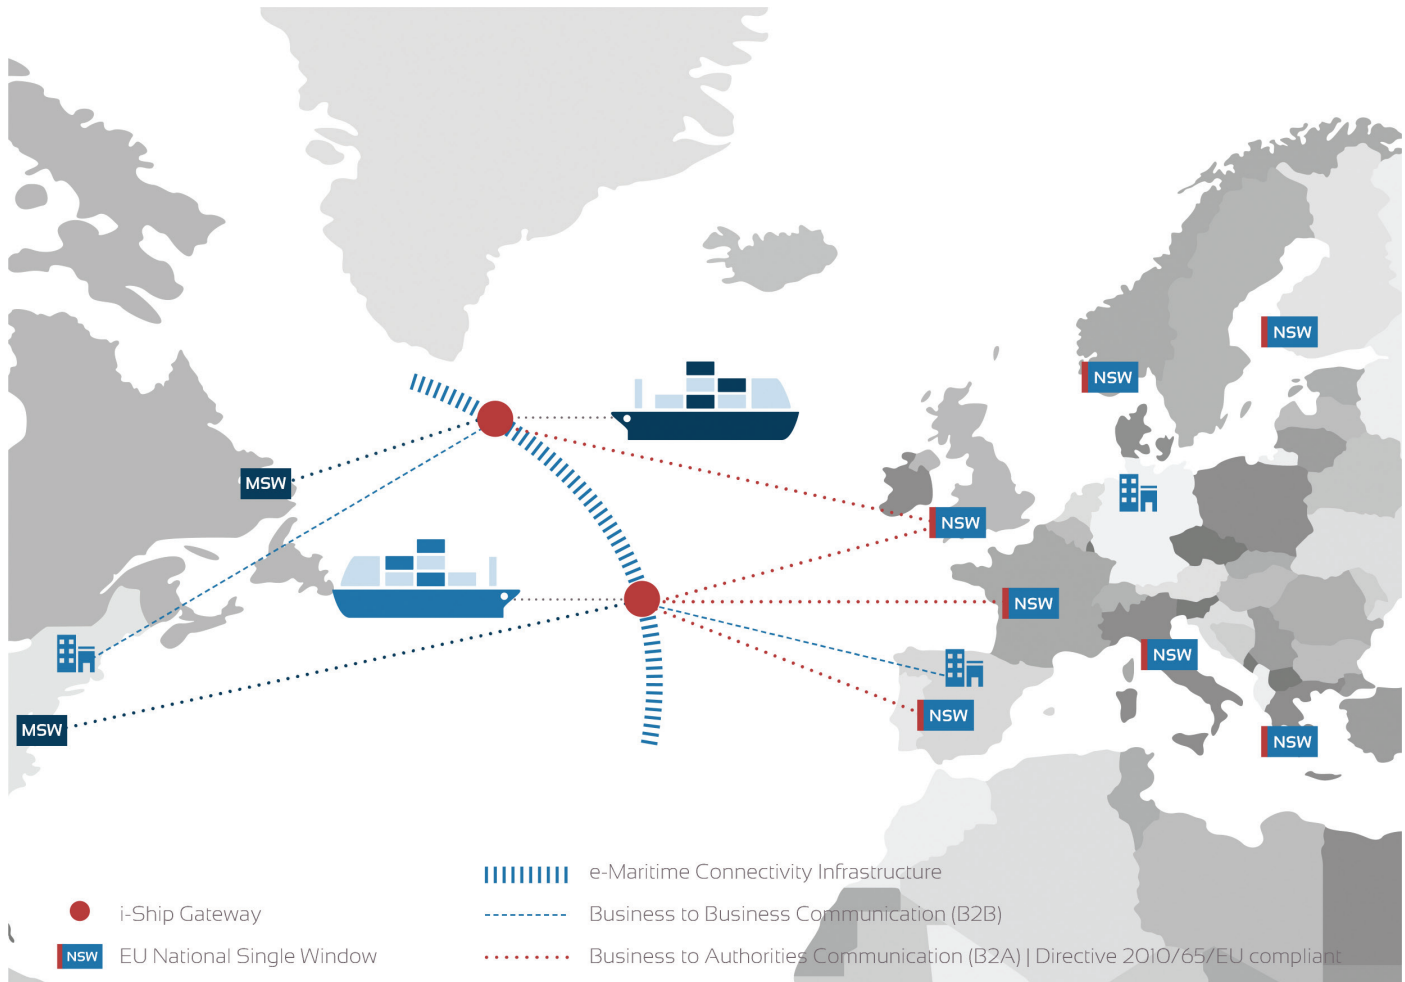 NSW
NSW
MSW
NSW
NSW
NSW
NSW
MSW
NSW
e-Maritime Connectivity Infrastructure
i-Ship Gateway
Business to Business Communication (B2B)
NSW EU National Single Window
Business to Authorities Communication (B2A) | Directive 2010/65/EU compliant
NSW